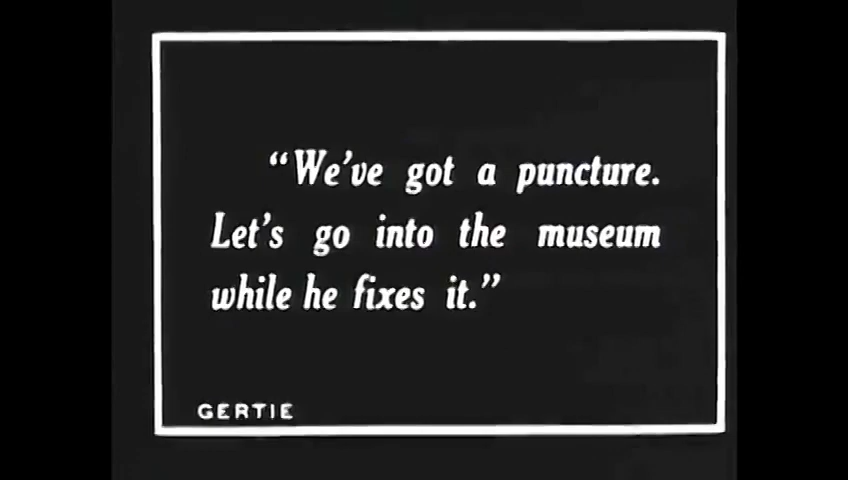 “We’ve got a puncture.
Let’s go into the museum
while he fixes it.”
GERTIE